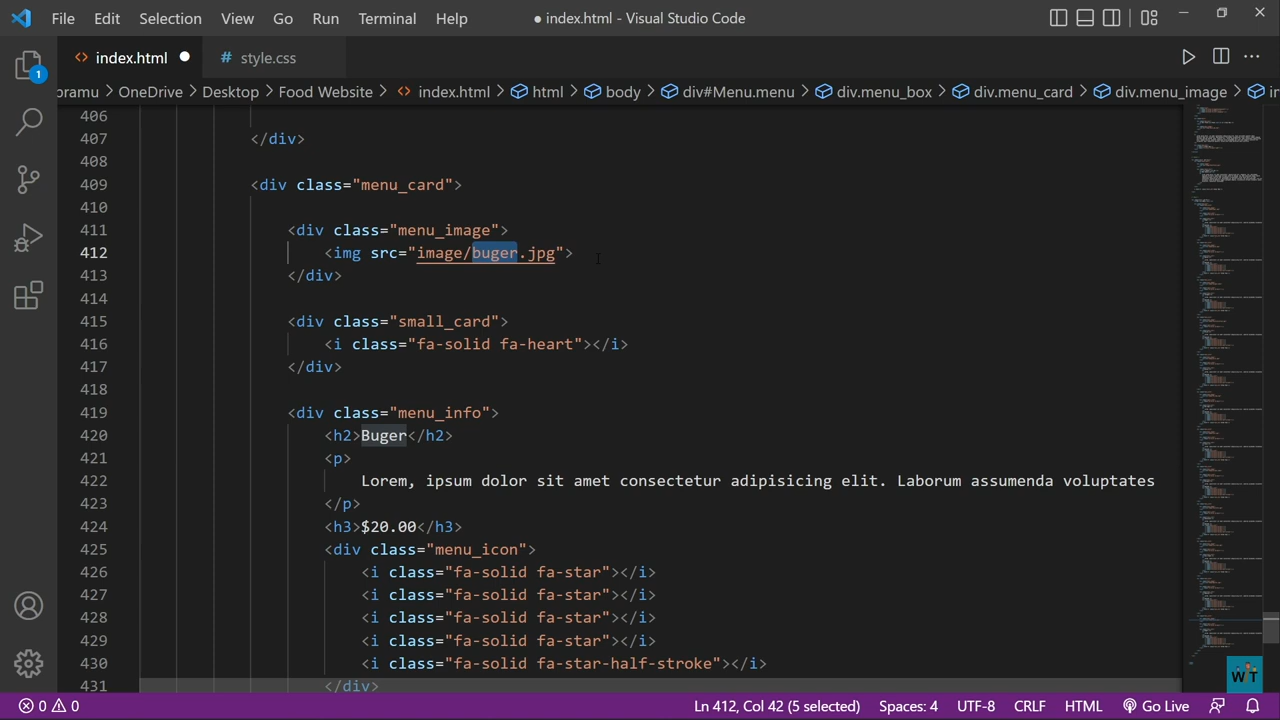 File Edit Selection View Go Run Terminal Help ● index.html - Visual Studio Code
index.html ● # style.css
1
oramu > OneDrive > Desktop > Food Website > index.html > html > body > div#Menu.menu > div.menu_box > div.menu_card > div.menu_image >
406
407 </div>
408
409 <div class="menu_card">
410
411 <div class="menu_image">
412 <img src="image/buger.jpg">
413 </div>
414
415 <div class="small_card">
416 <i class="fa-solid fa-heart"></i>
417 </div>
418
419 <div class="menu_info">
420 <h2>Buger</h2>
421 <p>
422 Lorem, ipsum dolor sit amet consectetur adipisicing elit. Laborum assumenda voluptates
423 </p>
424 <h3>$20.00</h3>
425 <div class="menu_icon">
426 <i class="fa-solid fa-star"></i>
427 <i class="fa-solid fa-star"></i>
428 <i class="fa-solid fa-star"></i>
429 <i class="fa-solid fa-star"></i>
430 <i class="fa-solid fa-star-half-stroke"></i>
431 </div>
WT
0 0 Ln 412, Col 42 (5 selected) Spaces: 4 UTF-8 CRLF HTML Go Live